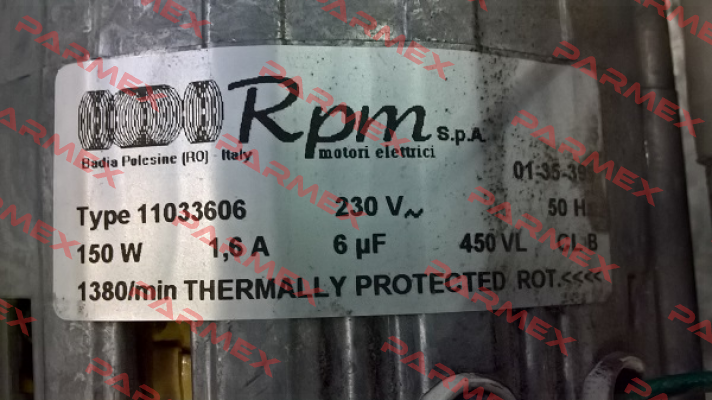 Rpm S.p.A.
motori elettrici
Badia Polesine (RO) - Italy
01-35-39
Type 11033606 230 V~ 50 Hz
150 W 1,6 A 6 µF 450 VL CL B
1380/min THERMALLY PROTECTED ROT.<<<<
PARMEX